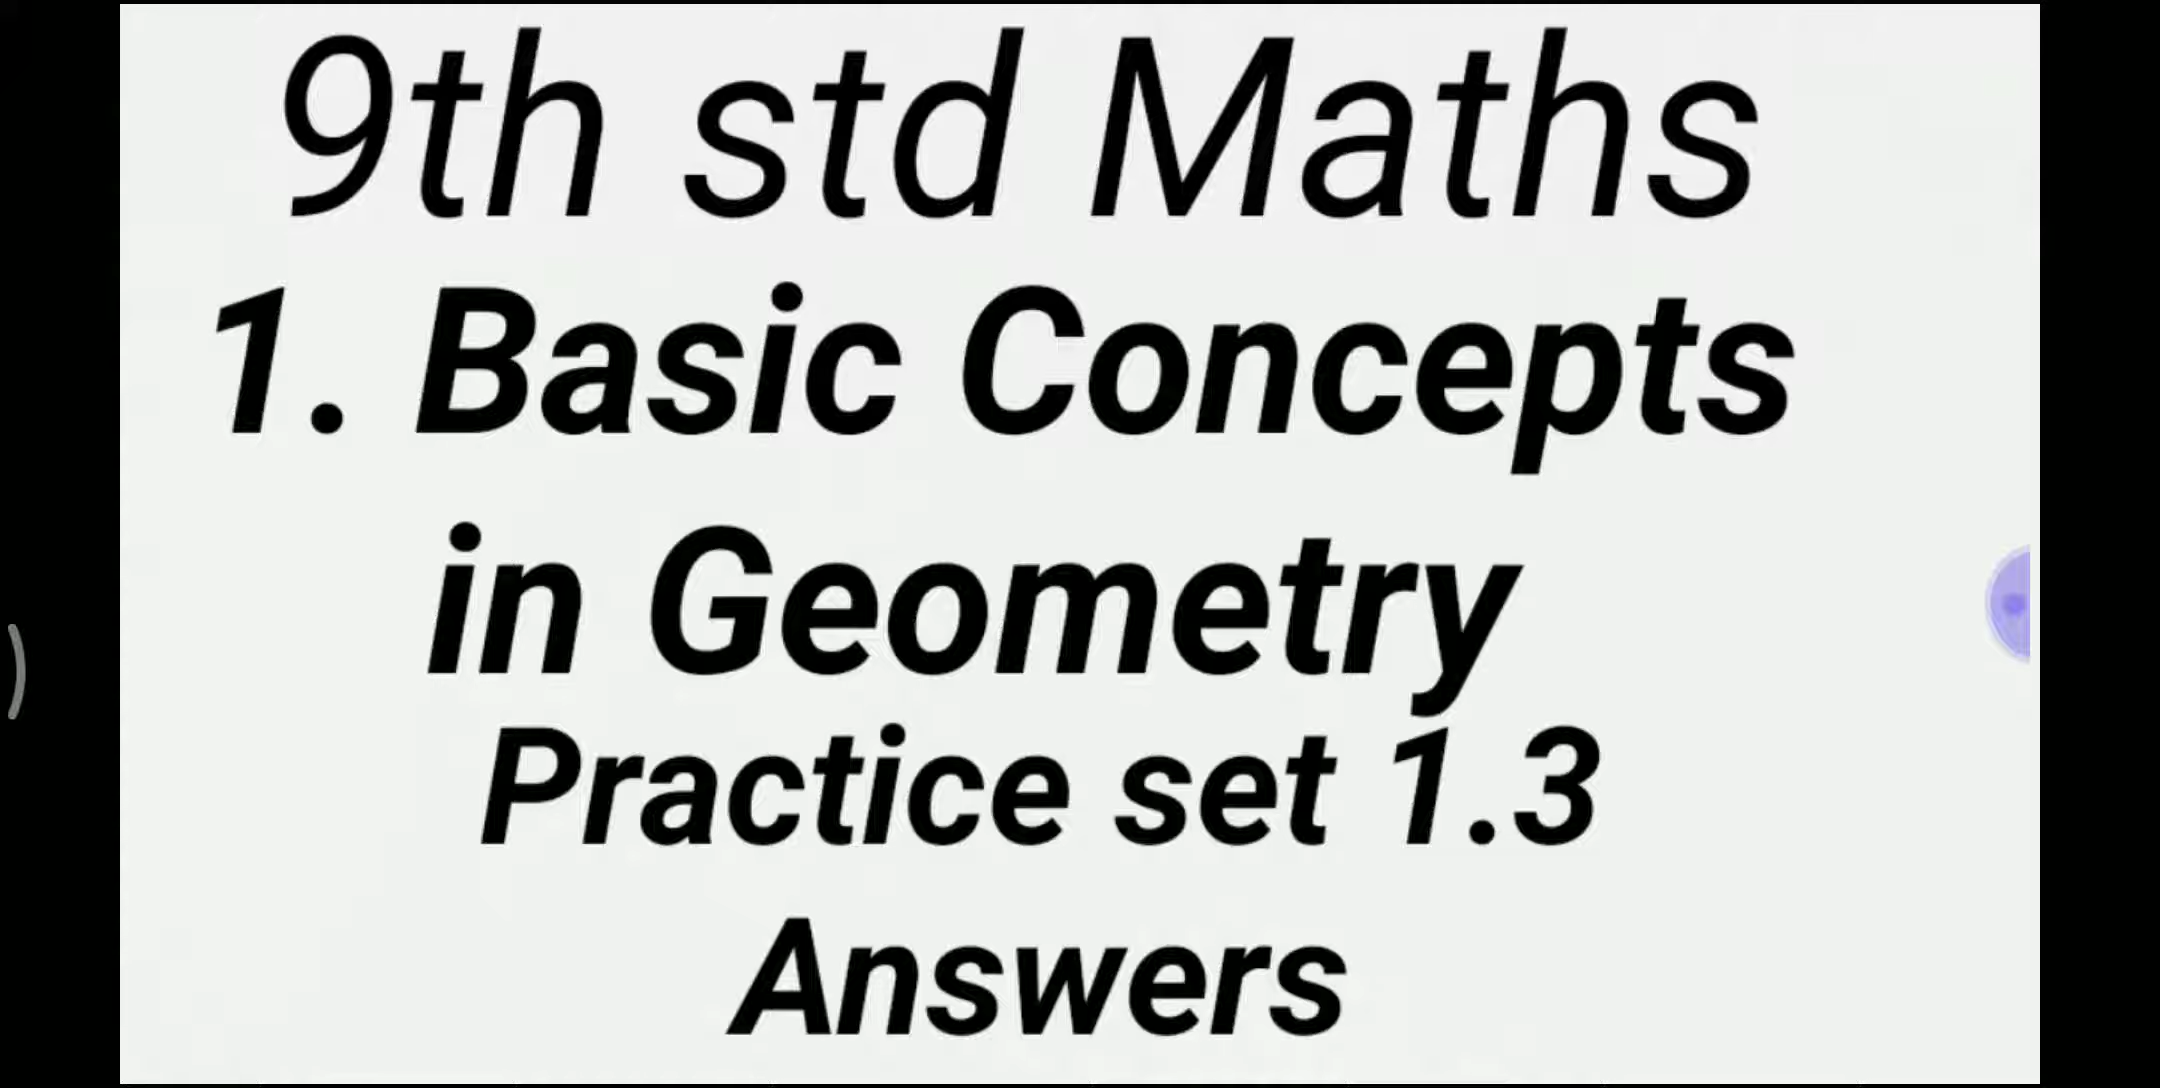 9th std Maths
1. Basic Concepts
in Geometry
Practice set 1.3
Answers